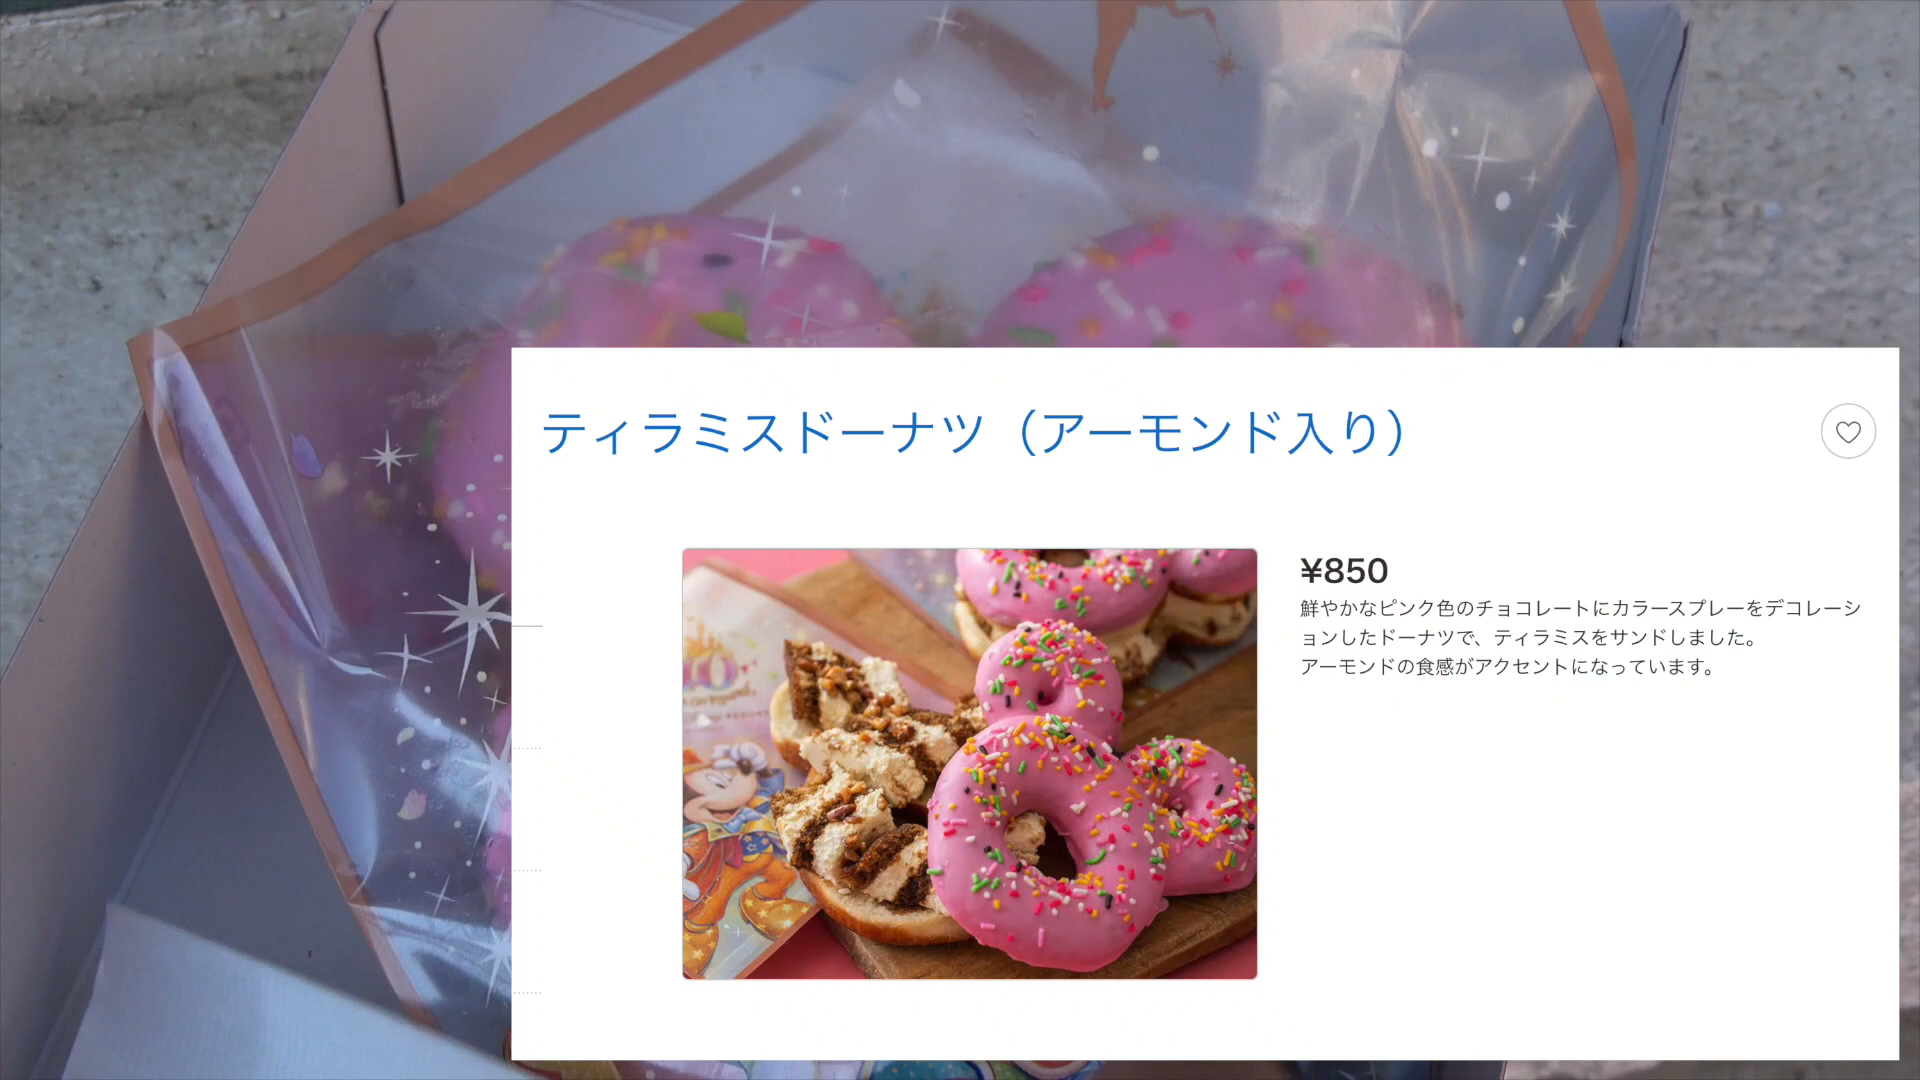 ティラミスドーナツ（アーモンド入り）
¥850
鮮やかなピンク色のチョコレートにカラースプレーをデコレーシ
ョンしたドーナツで、ティラミスをサンドしました。
アーモンドの食感がアクセントになっています。